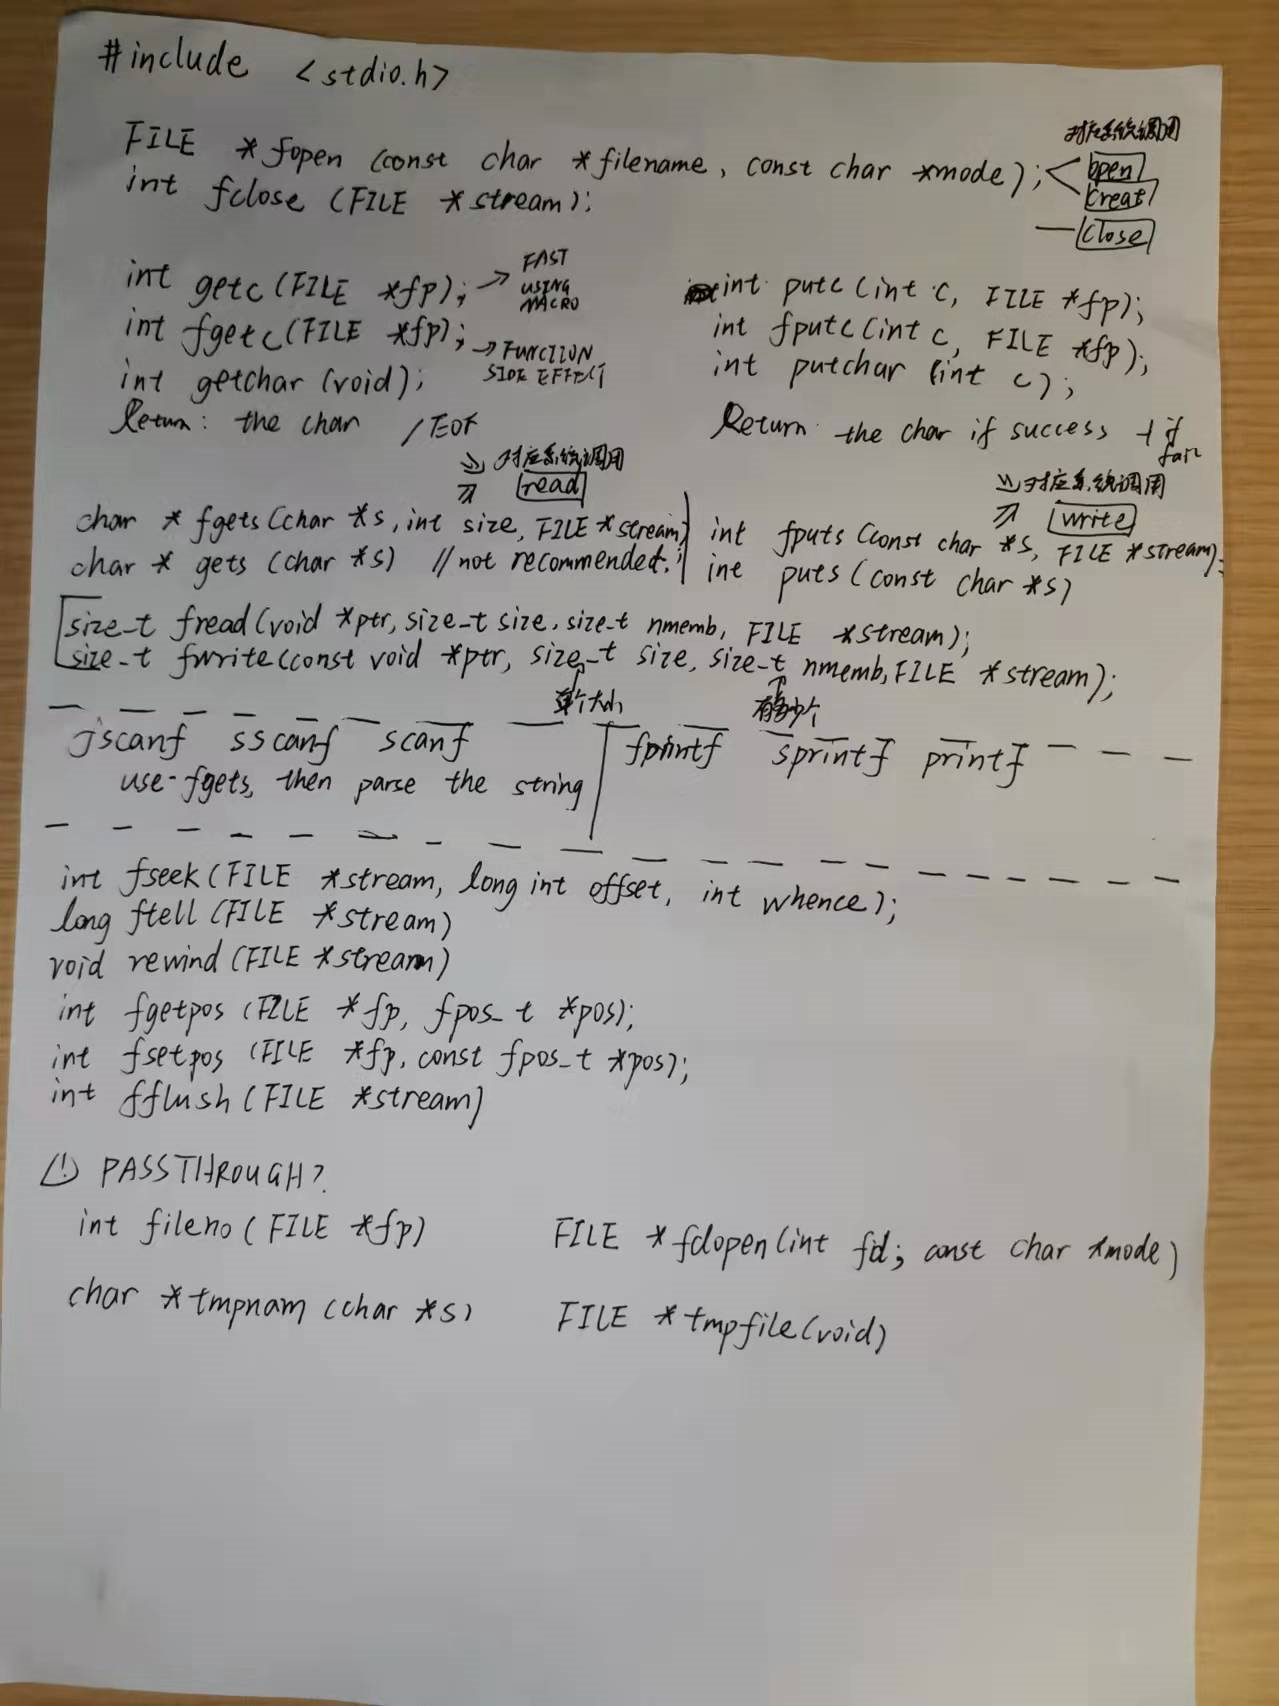 #include <stdio.h>
对应系统调用
FILE *fopen (const char *filename, const char *mode);
open
creat
int fclose (FILE *stream);
close
int getc (FILE *fp); → FAST USING MACRO
int putc (int c, FILE *fp);
int fgetc (FILE *fp); → FUNCTION SIDE EFFECT
int fputc (int c, FILE *fp);
int getchar (void);
int putchar (int c);
Return: the char / EOF
Return: the char if success -1 if fail
对应系统调用
read
对应系统调用
write
char * fgets (char *s, int size, FILE *stream)
int fputs (const char *s, FILE *stream);
char * gets (char *s) // not recommended.
int puts (const char *s)
size_t fread (void *ptr, size_t size, size_t nmemb, FILE *stream);
size_t fwrite (const void *ptr, size_t size, size_t nmemb, FILE *stream);
单个大小
有多少个
fscanf sscanf scanf
fprintf sprintf printf
use fgets, then parse the string
int fseek (FILE *stream, long int offset, int whence);
long ftell (FILE *stream)
void rewind (FILE *stream)
int fgetpos (FILE *fp, fpos_t *pos);
int fsetpos (FILE *fp, const fpos_t *pos);
int fflush (FILE *stream)
PASSTHROUGH?
int fileno (FILE *fp)
FILE *fdopen (int fd; const char *mode)
char *tmpnam (char *s)
FILE *tmpfile (void)